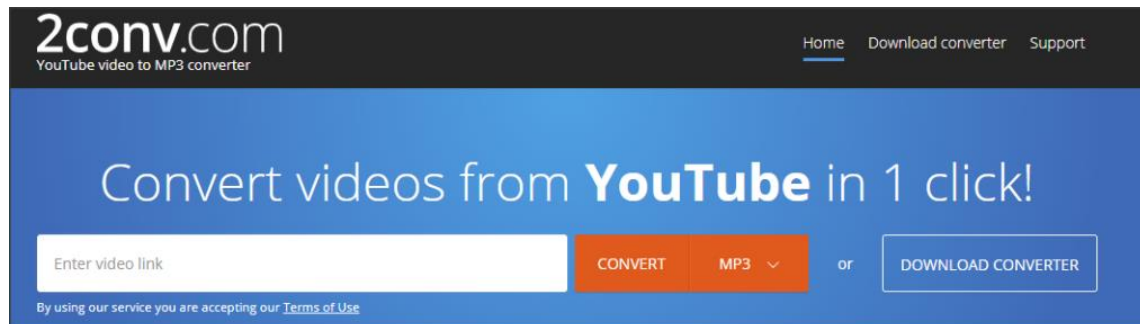 2conv.com
YouTube video to MP3 converter
Home Download converter Support
Convert videos from YouTube in 1 click!
Enter video link CONVERT MP3 or DOWNLOAD CONVERTER
By using our service you are accepting our Terms of Use